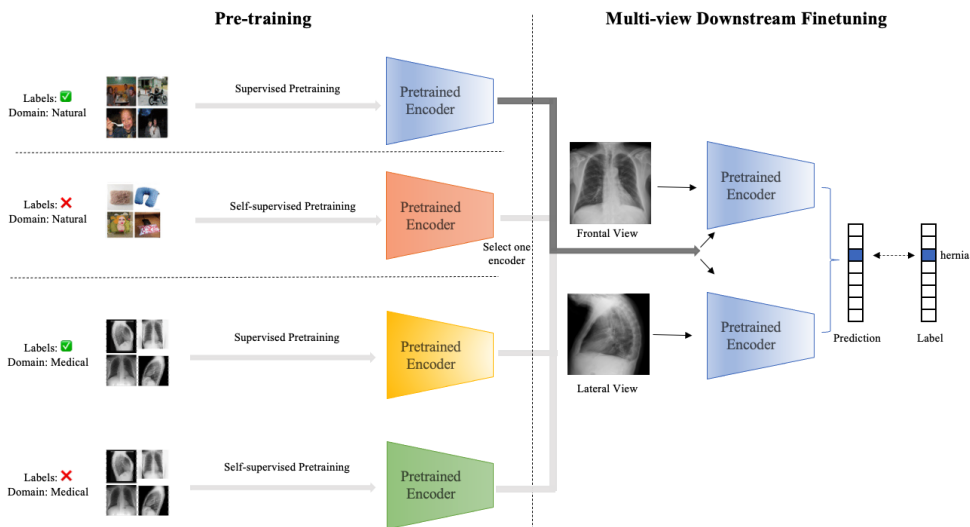 Pre-training
Multi-view Downstream Finetuning
Labels: ✅
Domain: Natural
Supervised Pretraining
Pretrained
Encoder
Labels: ❌
Domain: Natural
Self-supervised Pretraining
Pretrained
Encoder
Select one
encoder
Labels: ✅
Domain: Medical
Supervised Pretraining
Pretrained
Encoder
Labels: ❌
Domain: Medical
Self-supervised Pretraining
Pretrained
Encoder
Frontal View
Pretrained
Encoder
Lateral View
Pretrained
Encoder
hernia
Prediction
Label